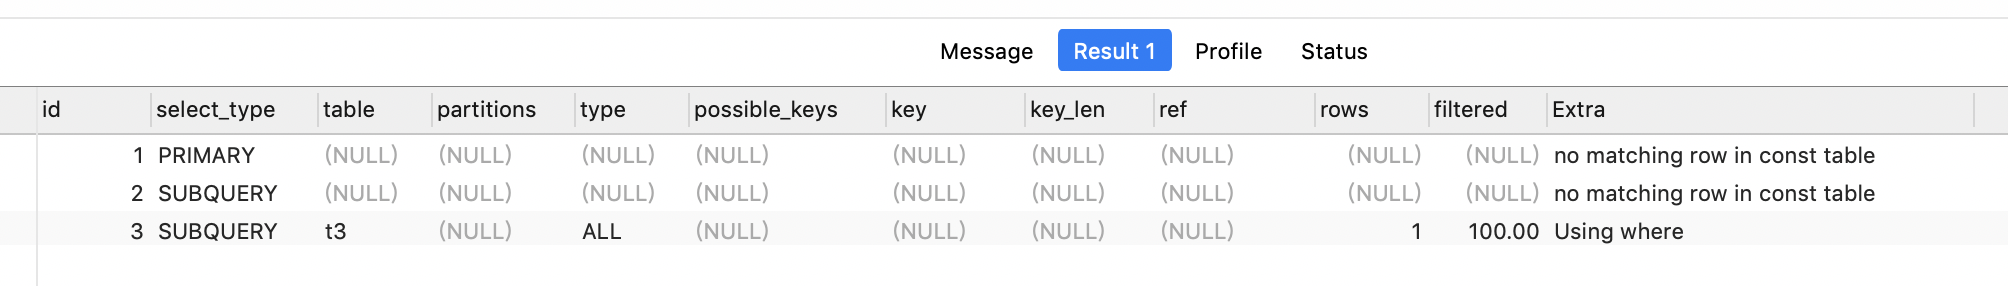 Message Result 1 Profile Status
id select_type table partitions type possible_keys key key_len ref rows filtered Extra
1 PRIMARY (NULL) (NULL) (NULL) (NULL) (NULL) (NULL) (NULL) (NULL) (NULL) no matching row in const table
2 SUBQUERY (NULL) (NULL) (NULL) (NULL) (NULL) (NULL) (NULL) (NULL) (NULL) no matching row in const table
3 SUBQUERY t3 (NULL) ALL (NULL) (NULL) (NULL) (NULL) 1 100.00 Using where